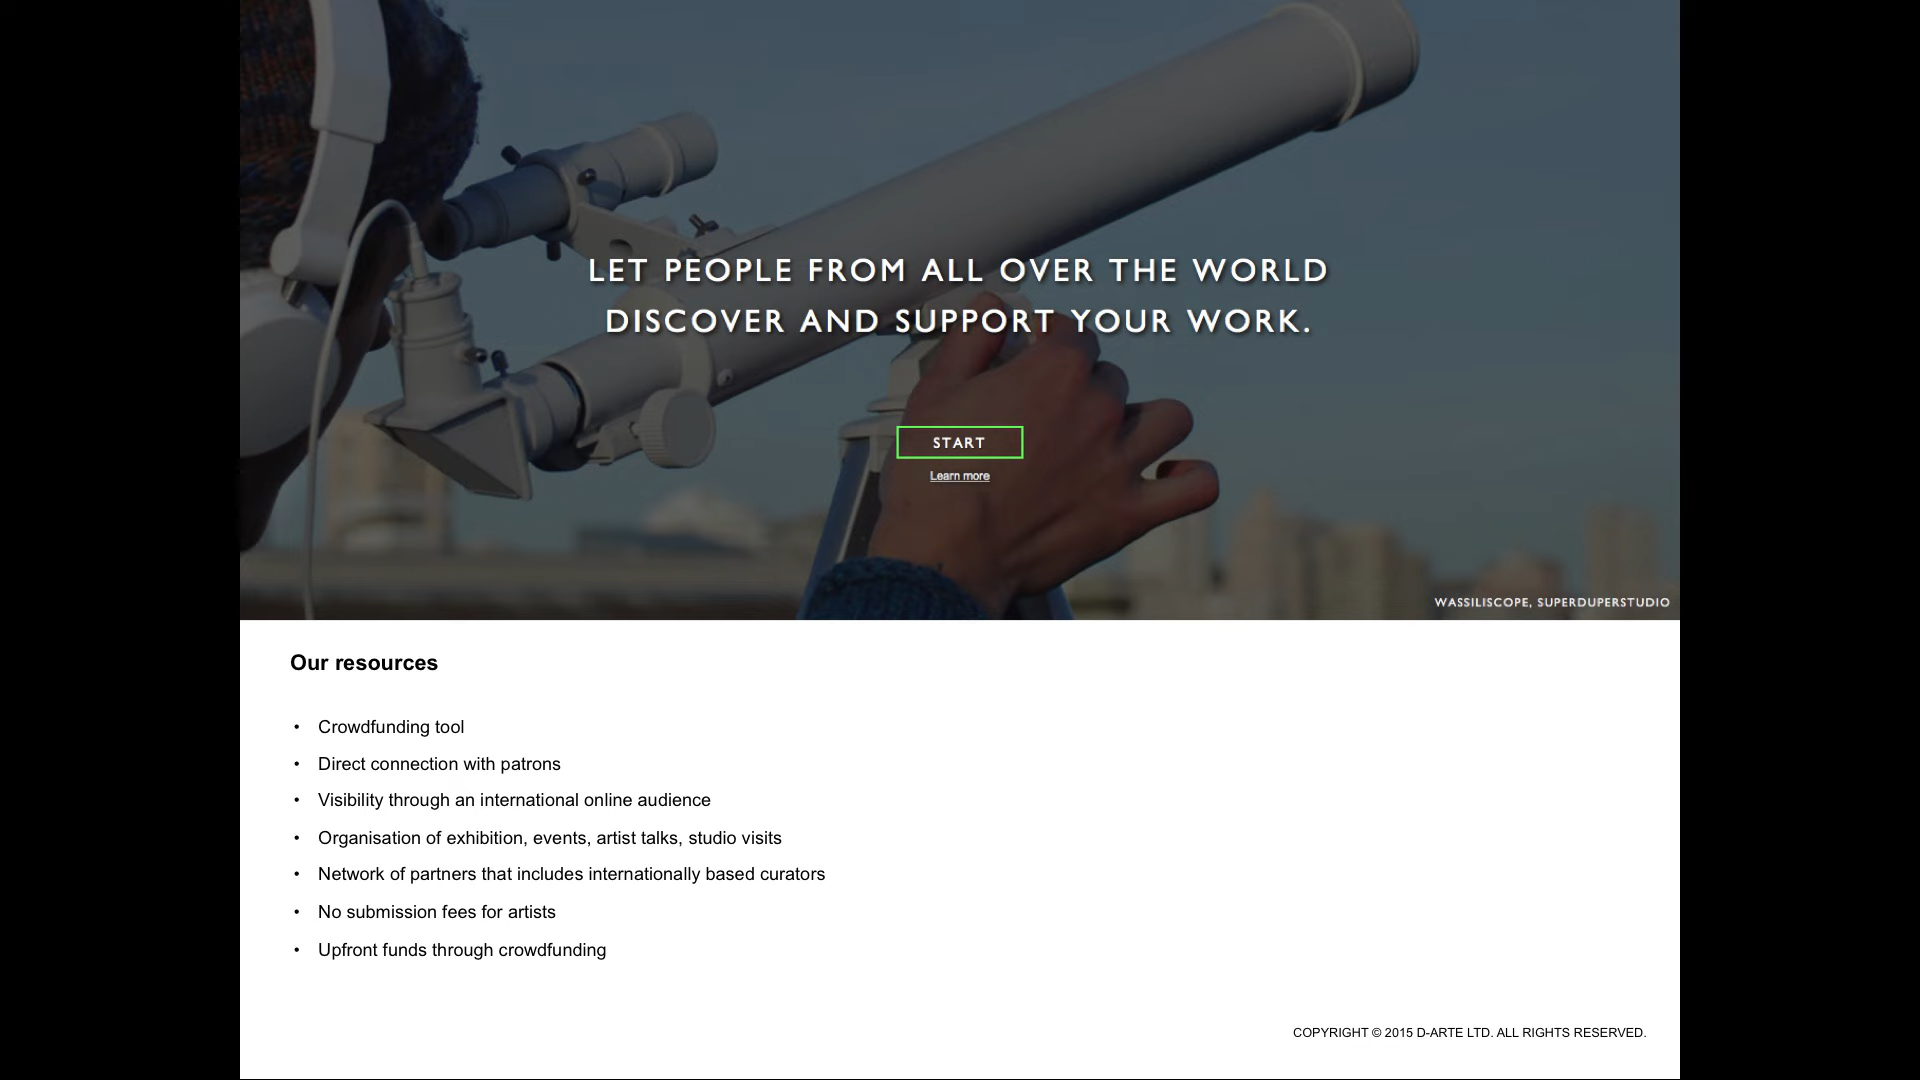 LET PEOPLE FROM ALL OVER THE WORLD
DISCOVER AND SUPPORT YOUR WORK.
START
Learn more
WASSILISCOPE, SUPERDUPERSTUDIO
Our resources
• Crowdfunding tool
• Direct connection with patrons
• Visibility through an international online audience
• Organisation of exhibition, events, artist talks, studio visits
• Network of partners that includes internationally based curators
• No submission fees for artists
• Upfront funds through crowdfunding
COPYRIGHT © 2015 D-ARTE LTD. ALL RIGHTS RESERVED.